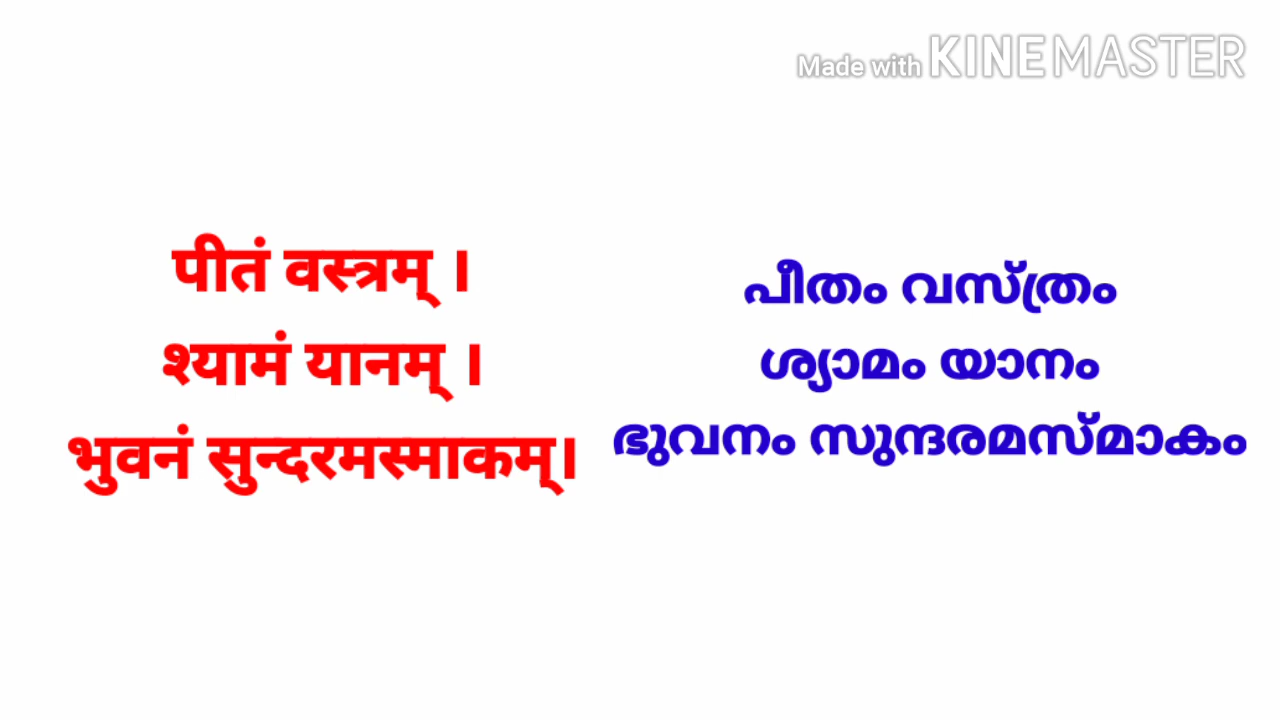 Made with KINEMASTER
पीतं वस्त्रम् ।
श्यामं यानम् ।
भुवनं सुन्दरमस्माकम्।
പീതം വസ്ത്രം
ശ്യാമം യാനം
ഭുവനം സുന്ദരമസ്മാകം